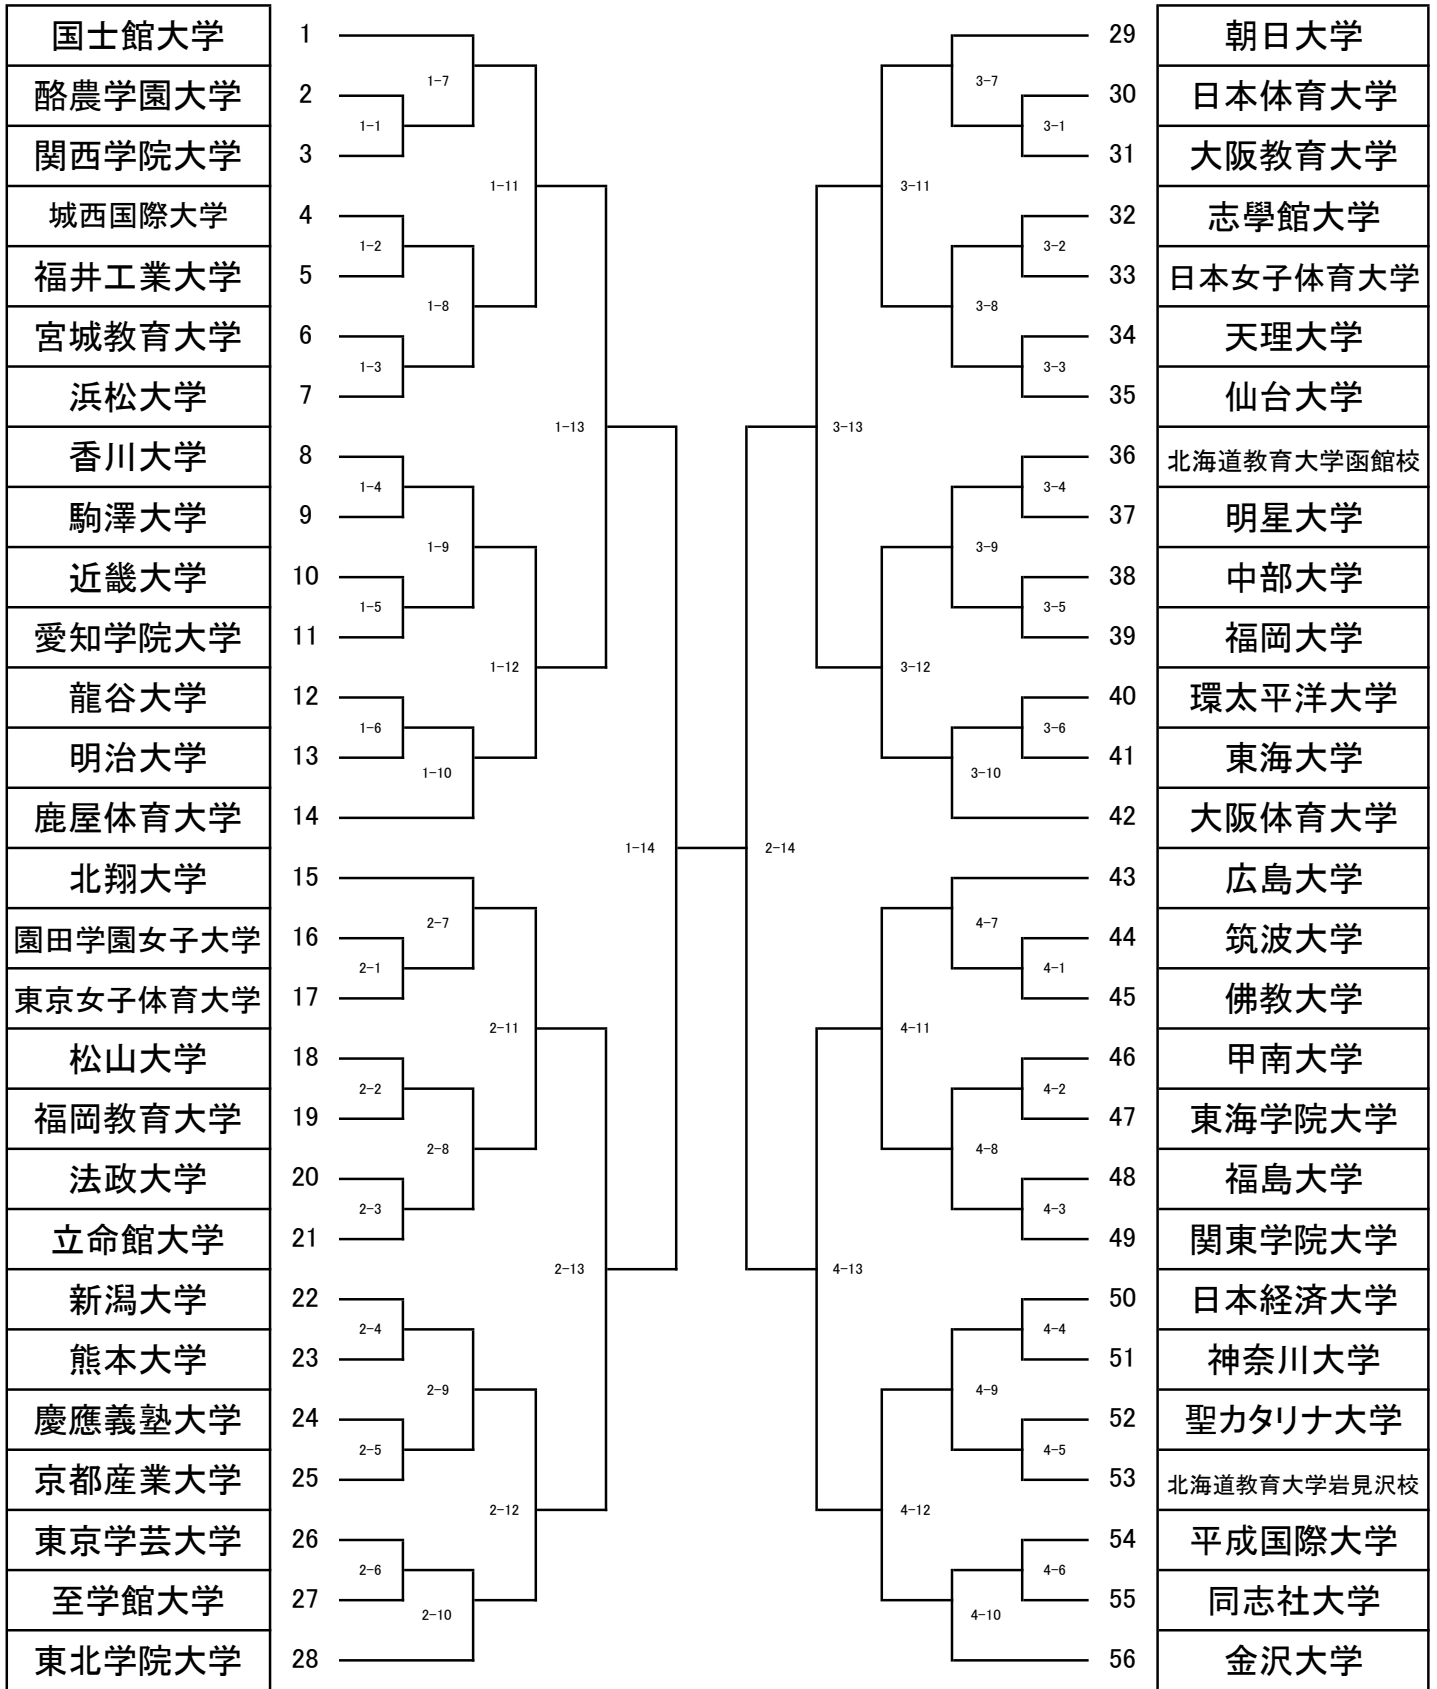 国士館大学 1 29 朝日大学
1-7 3-7
酪農学園大学 2 30 日本体育大学
1-1 3-1
関西学院大学 3 31 大阪教育大学
1-11 3-11
城西国際大学 4 32 志學館大学
1-2 3-2
福井工業大学 5 33 日本女子体育大学
1-8 3-8
宮城教育大学 6 34 天理大学
1-3 3-3
浜松大学 7 35 仙台大学
1-13 3-13
香川大学 8 36 北海道教育大学函館校
1-4 3-4
駒澤大学 9 37 明星大学
1-9 3-9
近畿大学 10 38 中部大学
1-5 3-5
愛知学院大学 11 39 福岡大学
1-12 3-12
龍谷大学 12 40 環太平洋大学
1-6 3-6
明治大学 13 41 東海大学
1-10 3-10
鹿屋体育大学 14 42 大阪体育大学
1-14 2-14
北翔大学 15 43 広島大学
2-7 4-7
園田学園女子大学 16 44 筑波大学
2-1 4-1
東京女子体育大学 17 45 佛教大学
2-11 4-11
松山大学 18 46 甲南大学
2-2 4-2
福岡教育大学 19 47 東海学院大学
2-8 4-8
法政大学 20 48 福島大学
2-3 4-3
立命館大学 21 49 関東学院大学
2-13 4-13
新潟大学 22 50 日本経済大学
2-4 4-4
熊本大学 23 51 神奈川大学
2-9 4-9
慶應義塾大学 24 52 聖カタリナ大学
2-5 4-5
京都産業大学 25 53 北海道教育大学岩見沢校
2-12 4-12
東京学芸大学 26 54 平成国際大学
2-6 4-6
至学館大学 27 55 同志社大学
2-10 4-10
東北学院大学 28 56 金沢大学